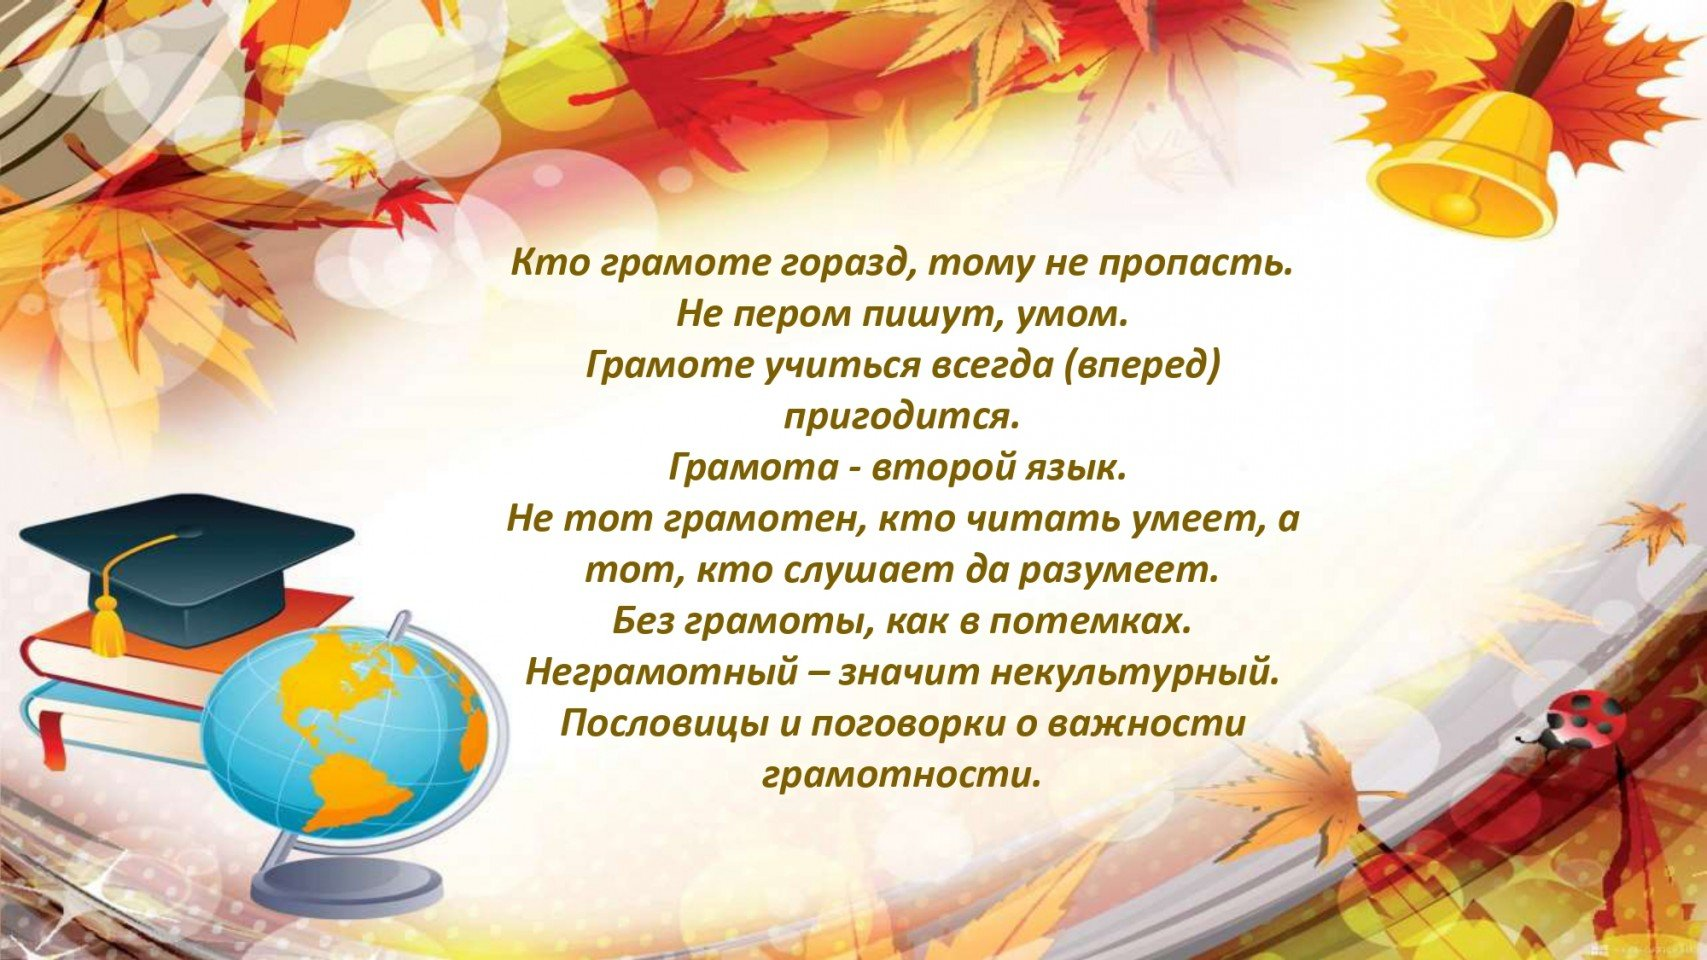 Кто грамоте горазд, тому не пропасть.
Не пером пишут, умом.
Грамоте учиться всегда (вперед)
пригодится.
Грамота - второй язык.
Не тот грамотен, кто читать умеет, а
тот, кто слушает да разумеет.
Без грамоты, как в потемках.
Неграмотный – значит некультурный.
Пословицы и поговорки о важности
грамотности.